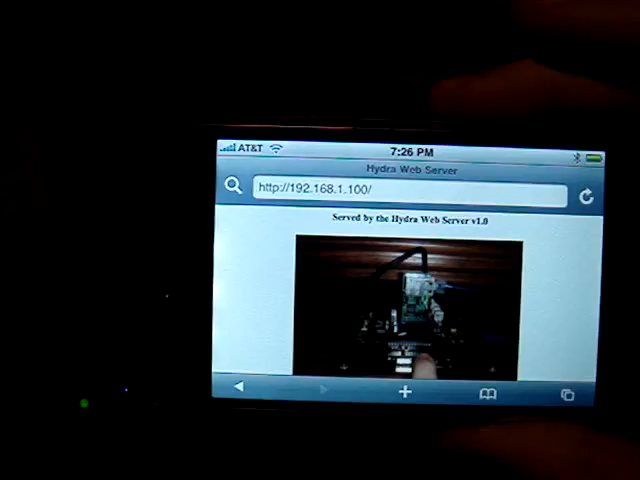 AT&T 7:26 PM
Hydra Web Server
http://192.168.1.100/
Served by the Hydra Web Server v1.0